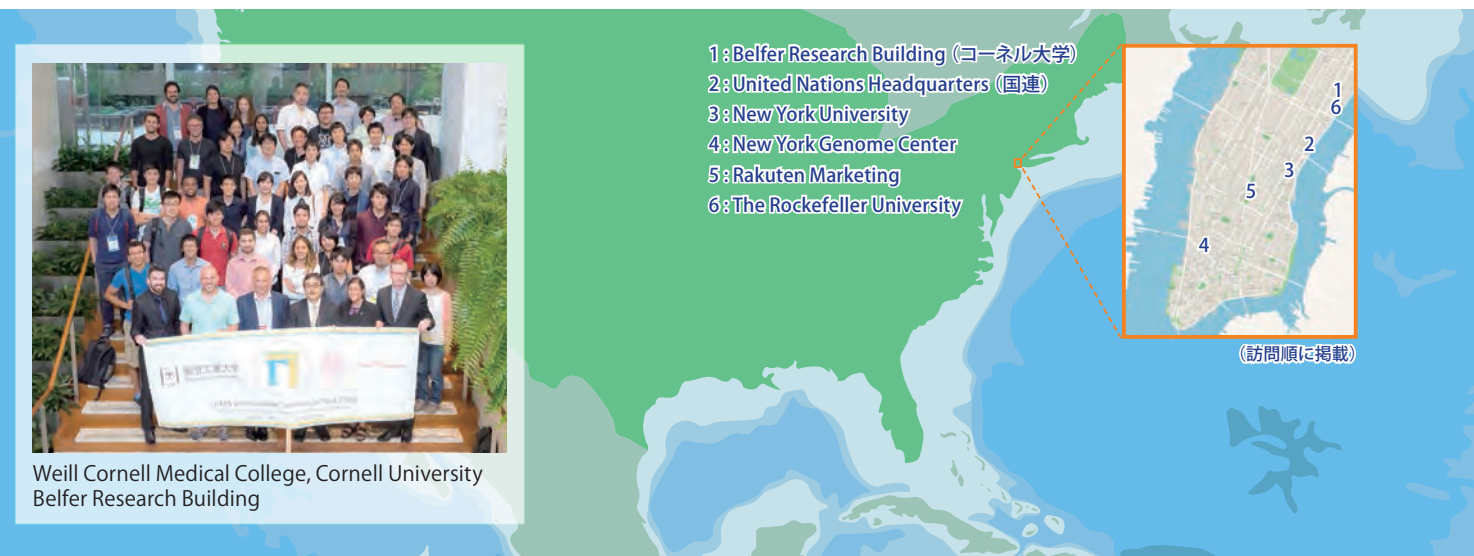 Weill Cornell Medical College, Cornell University
Belfer Research Building
1 : Belfer Research Building（コーネル大学）
2 : United Nations Headquarters（国連）
3 : New York University
4 : New York Genome Center
5 : Rakuten Marketing
6 : The Rockefeller University
1
6
2
3
5
4
（訪問順に掲載）